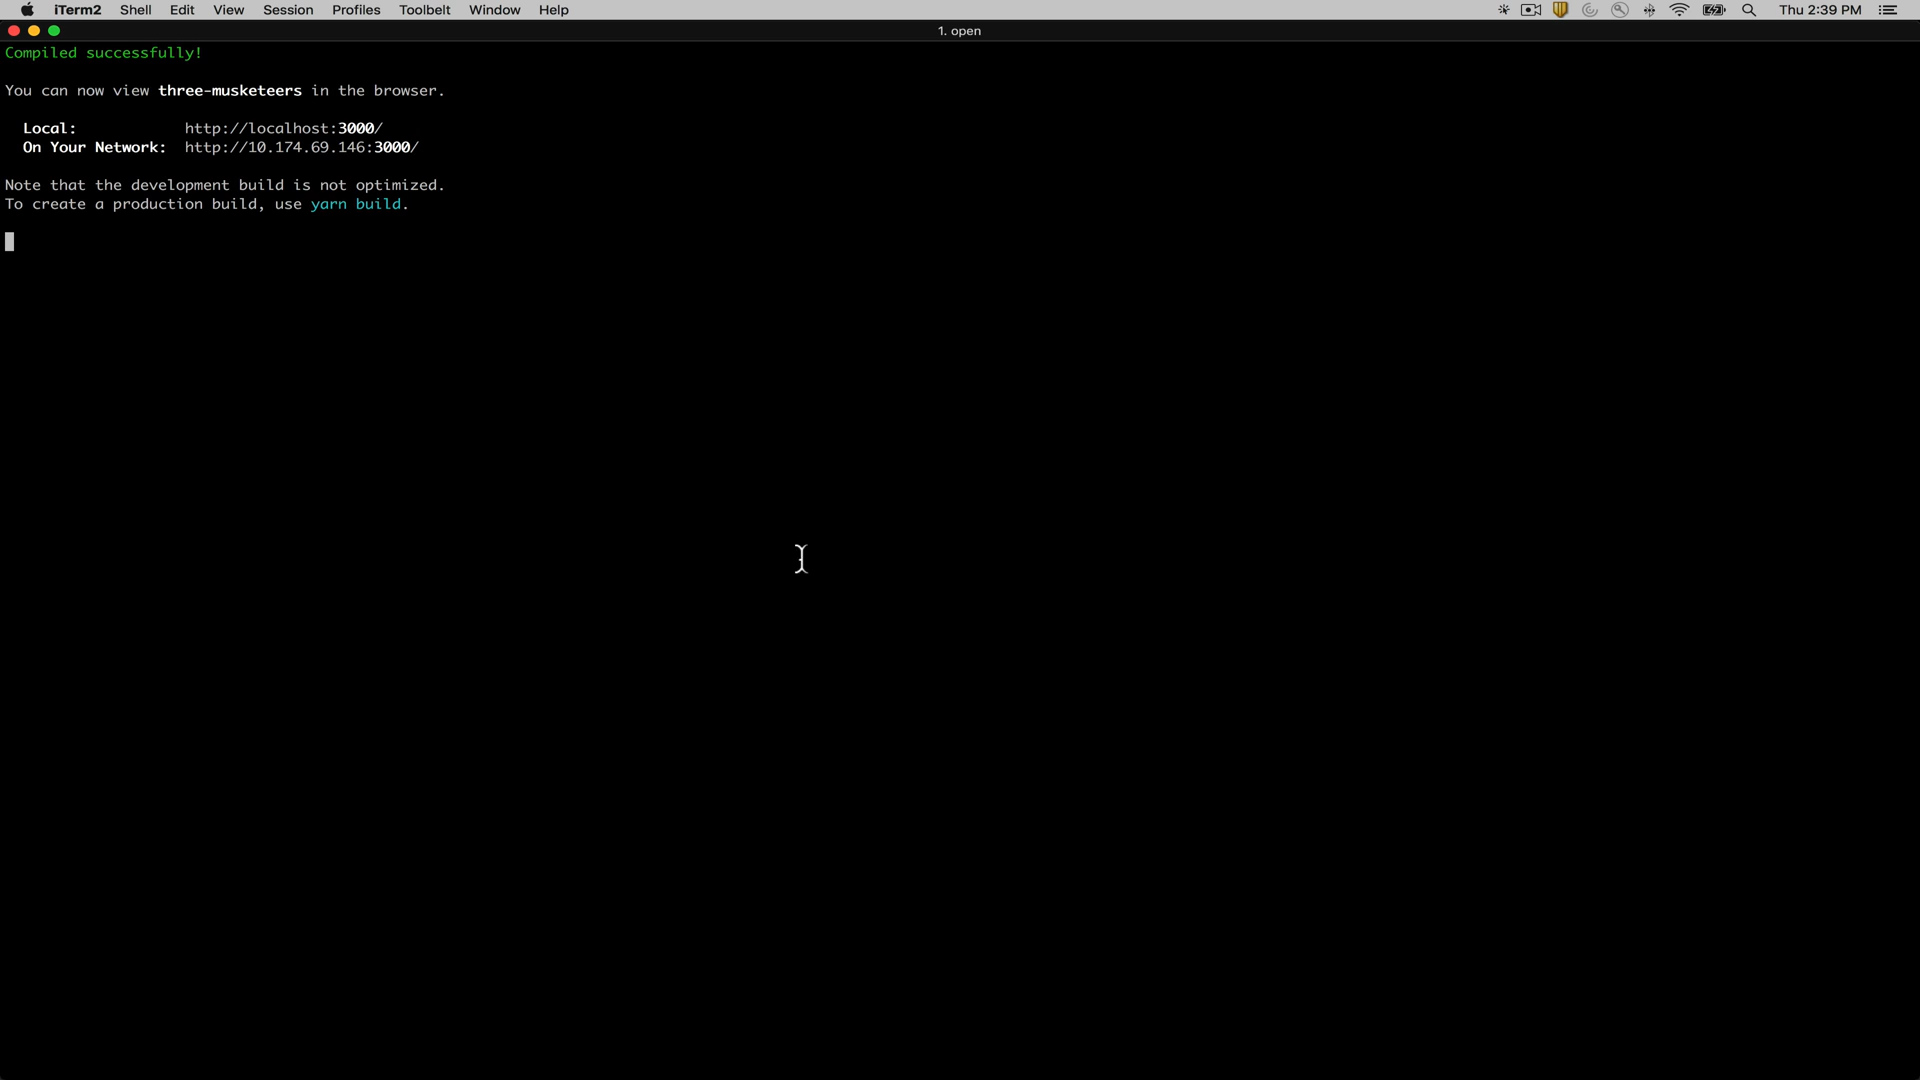 iTerm2 Shell Edit View Session Profiles Toolbelt Window Help Thu 2:39 PM
1. open
Compiled successfully!
You can now view three-musketeers in the browser.
Local: http://localhost:3000/
On Your Network: http://10.174.69.146:3000/
Note that the development build is not optimized.
To create a production build, use yarn build.